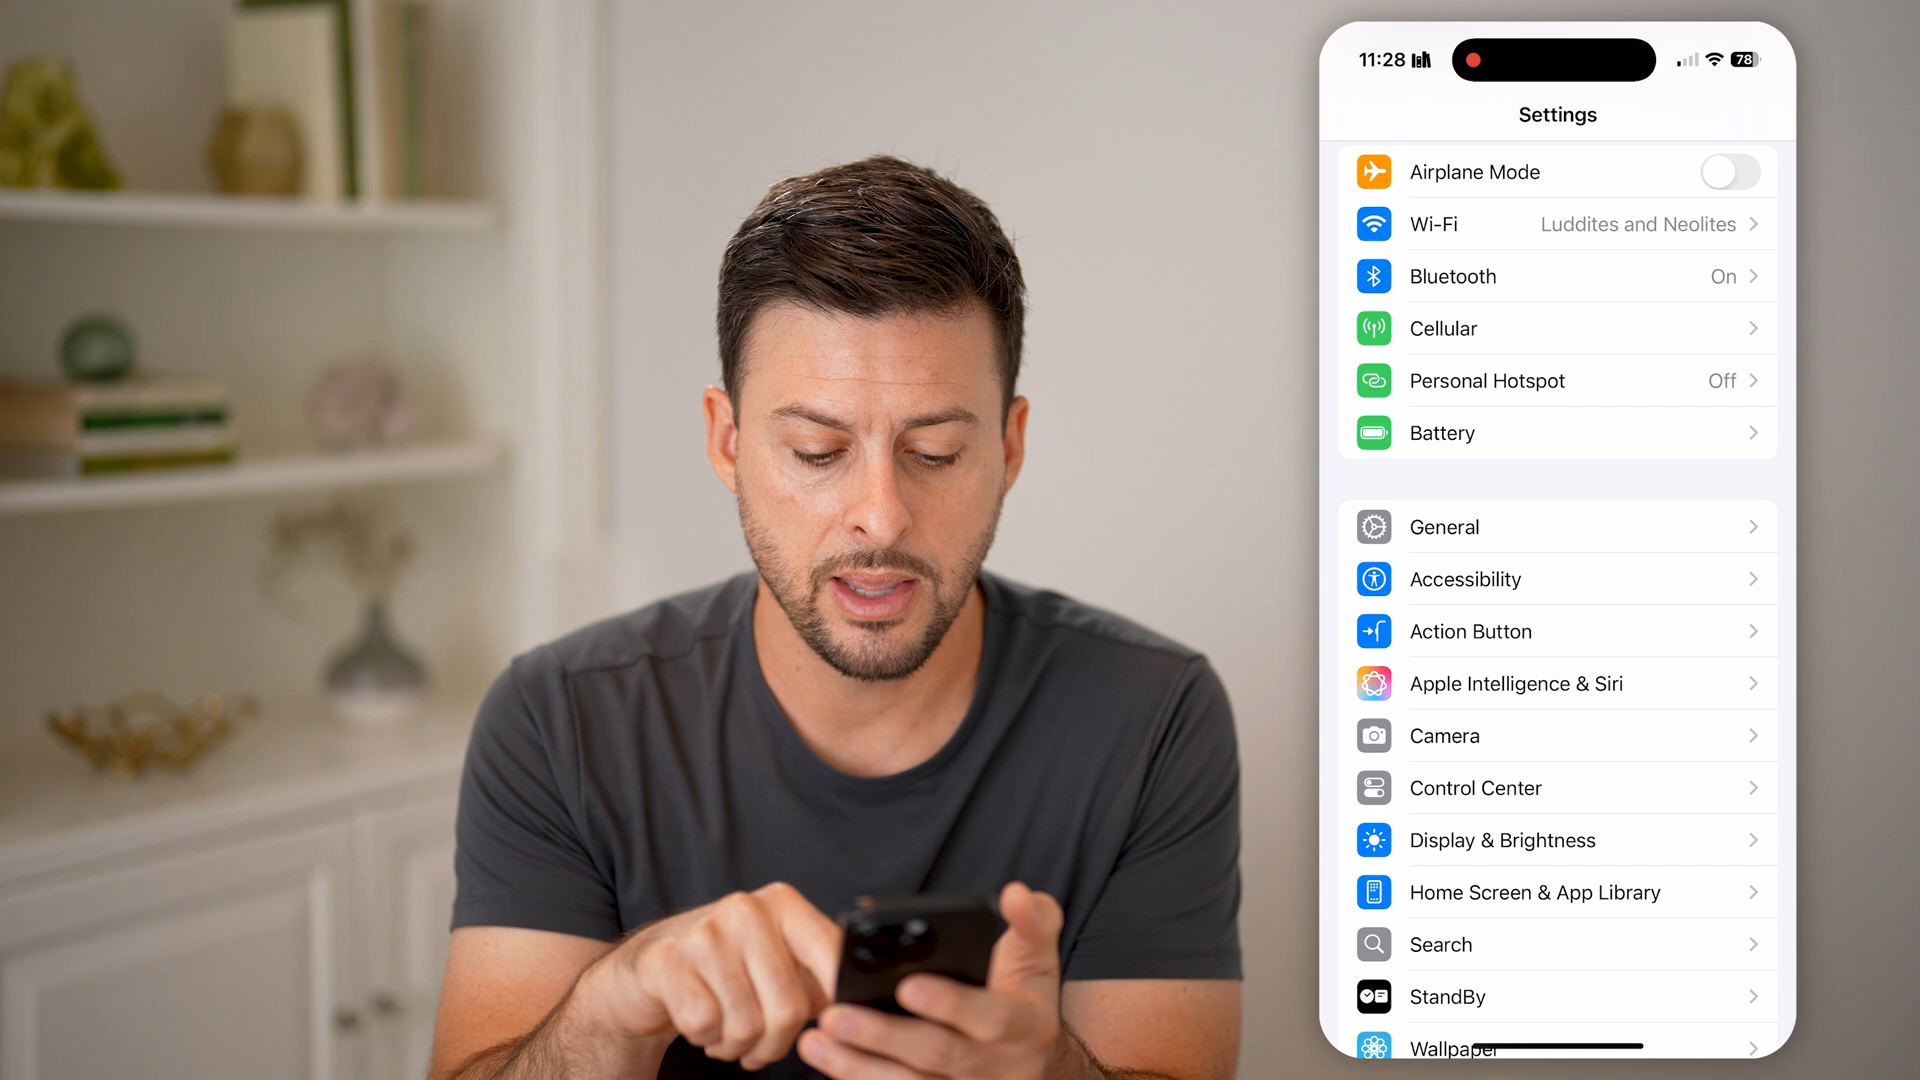 11:28
78
Settings
Airplane Mode
Wi-Fi Luddites and Neolites
Bluetooth On
Cellular
Personal Hotspot Off
Battery
General
Accessibility
Action Button
Apple Intelligence & Siri
Camera
Control Center
Display & Brightness
Home Screen & App Library
Search
StandBy
Wallpaper